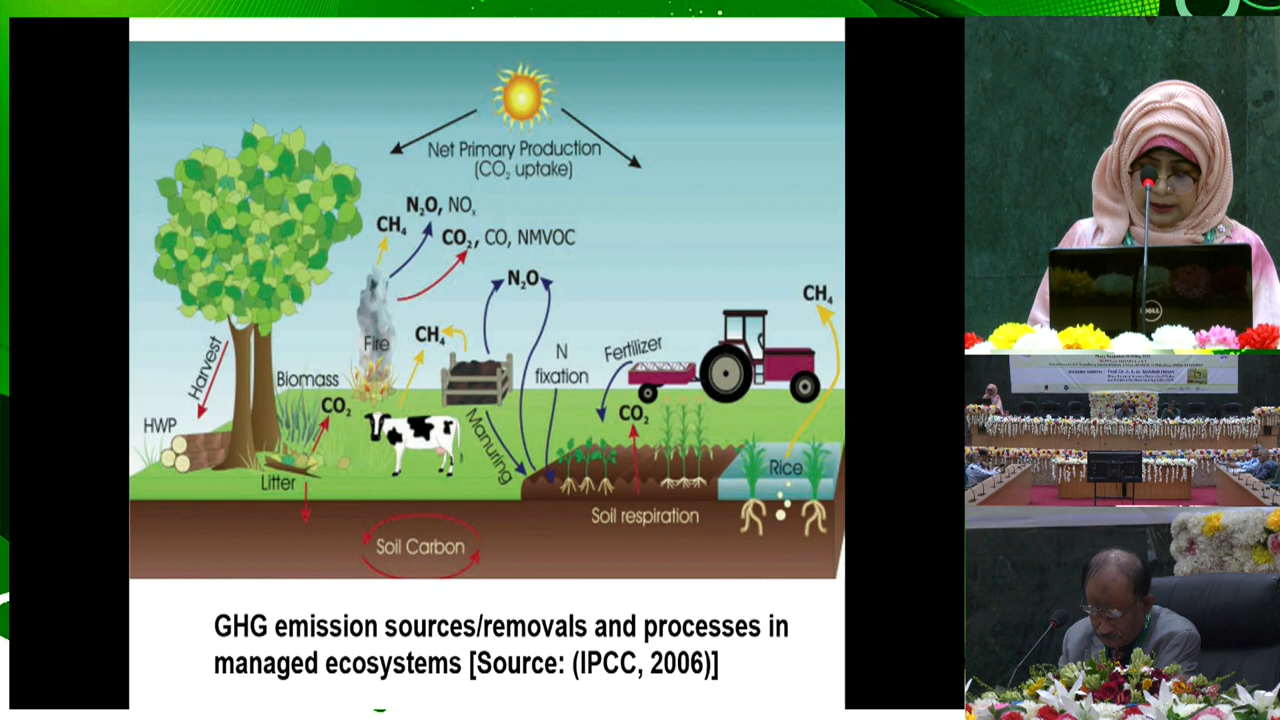 Net Primary Production
(CO₂ uptake)
N₂O, NOₓ
CH₄
CO₂, CO, NMVOC
N₂O
CH₄
CH₄
Fire
Harvest
N
fixation
Fertilizer
Biomass
CO₂
CO₂
HWP
Manuring
Litter
Rice
Soil respiration
Soil Carbon
GHG emission sources/removals and processes in
managed ecosystems [Source: (IPCC, 2006)]
DELL